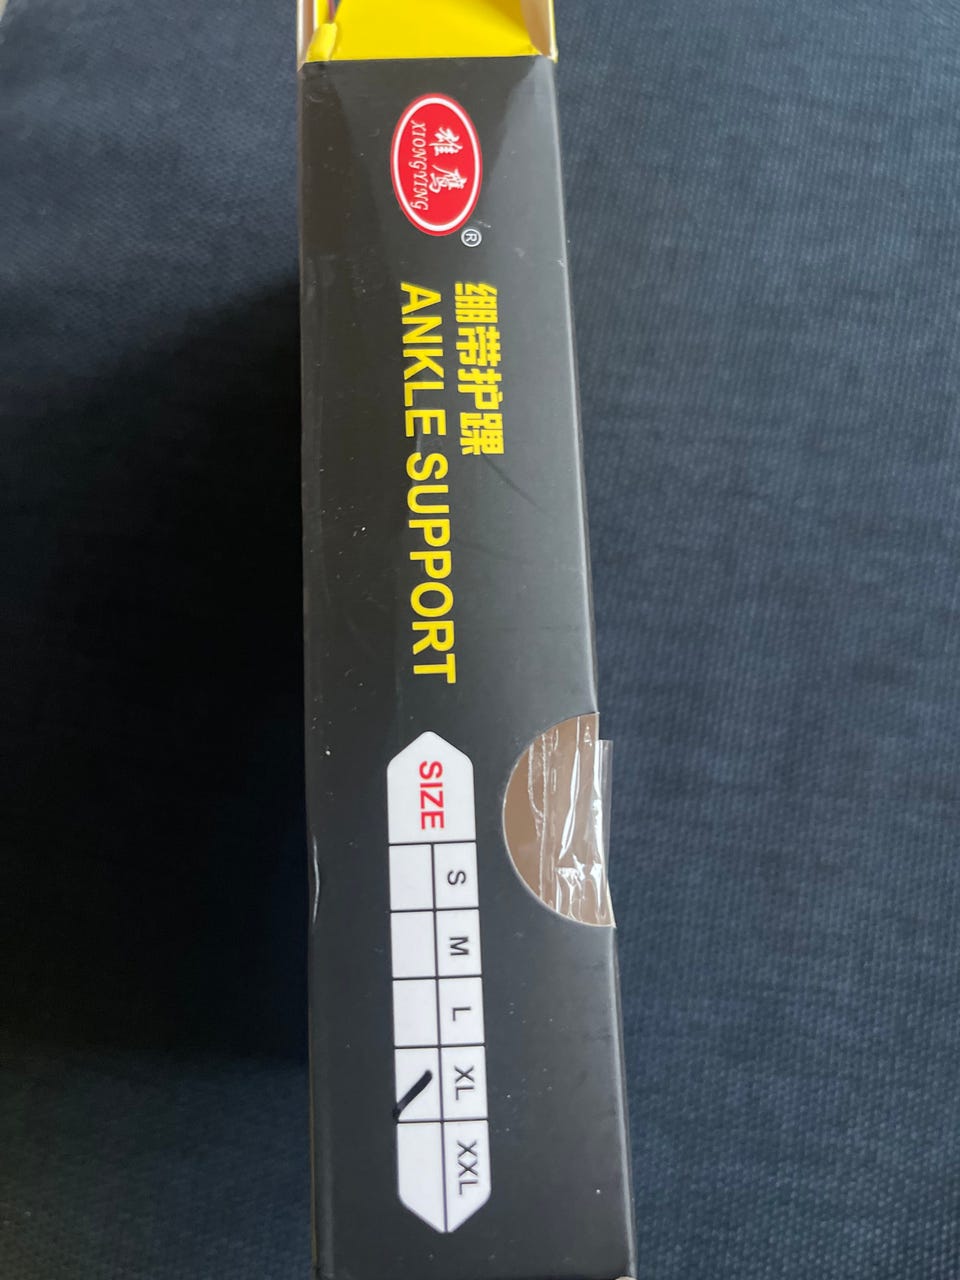 雄鹰
XIONGYING
®
绷带护踝
ANKLE SUPPORT
SIZE S M L XL XXL